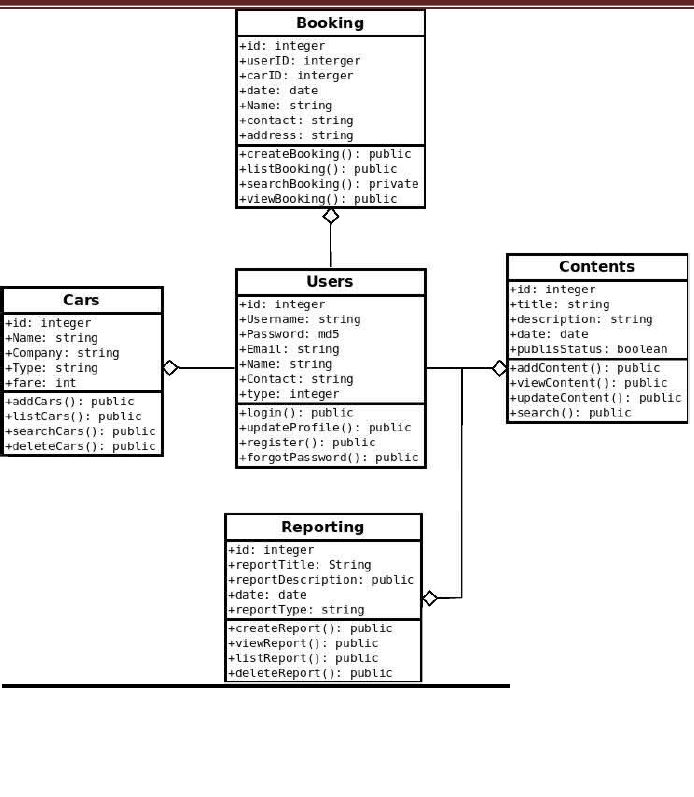 Booking
+id: integer
+userID: interger
+carID: interger
+date: date
+Name: string
+contact: string
+address: string
+createBooking(): public
+listBooking(): public
+searchBooking(): private
+viewBooking(): public
Cars
+id: integer
+Name: string
+Company: string
+Type: string
+fare: int
+addCars(): public
+listCars(): public
+searchCars(): public
+deleteCars(): public
Users
+id: integer
+Username: string
+Password: md5
+Email: string
+Name: string
+Contact: string
+type: integer
+login(): public
+updateProfile(): public
+register(): public
+forgotPassword(): public
Contents
+id: integer
+title: string
+description: string
+date: date
+publisStatus: boolean
+addContent(): public
+viewContent(): public
+updateContent(): public
+search(): public
Reporting
+id: integer
+reportTitle: String
+reportDescription: public
+date: date
+reportType: string
+createReport(): public
+viewReport(): public
+listReport(): public
+deleteReport(): public